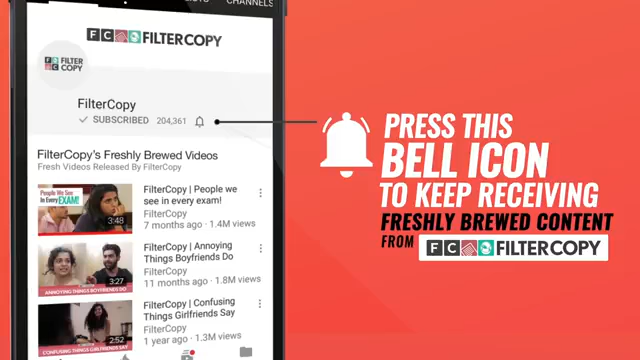 CHANNELS
FC FILTERCOPY
FILTER
COPY
FC
FilterCopy
SUBSCRIBED 204,361
FilterCopy's Freshly Brewed Videos
Fresh Videos Released By FilterCopy
People We See
in Every EXAM!
3:48
FilterCopy | People we
see in every exam!
FilterCopy
7 months ago · 1.4M views
ANNOYING THINGS BOYFRIENDS DO
3:27
FilterCopy | Annoying
Things Boyfriends Do
FilterCopy
11 months ago · 1.8M views
CONFUSING THINGS GIRLFRIENDS SAY
2:52
FilterCopy | Confusing
Things Girlfriends Say
FilterCopy
1 year ago · 1.3M views
PRESS THIS
BELL ICON
TO KEEP RECEIVING
FRESHLY BREWED CONTENT
FROM FC FILTERCOPY